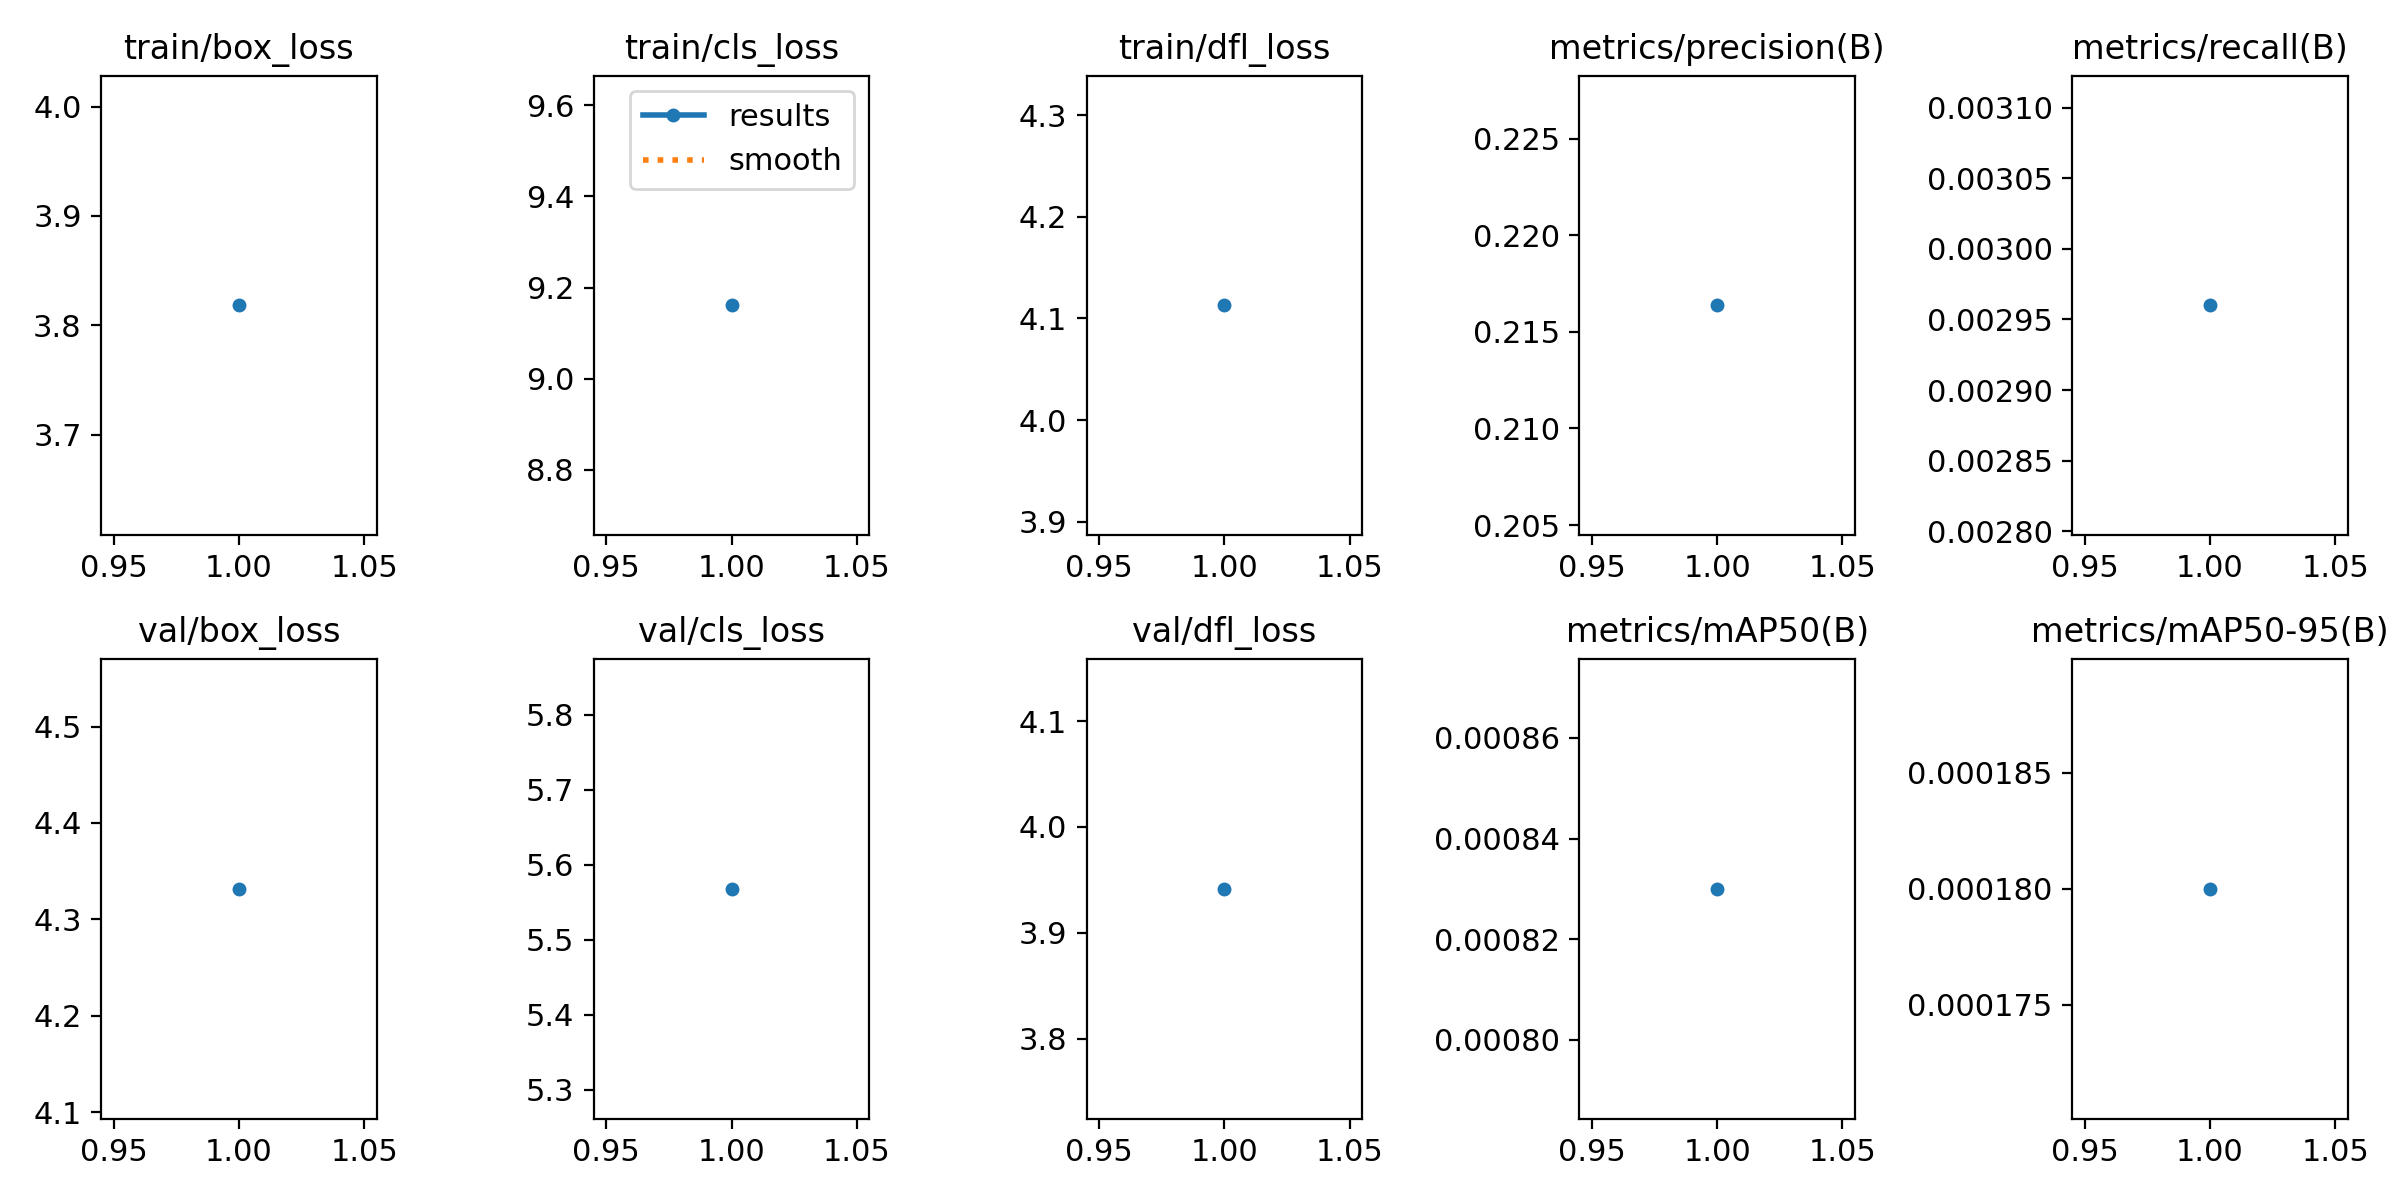 train/box_loss
4.0
3.9
3.8
3.7
0.95 1.00 1.05
train/cls_loss
results
smooth
9.6
9.4
9.2
9.0
8.8
0.95 1.00 1.05
train/dfl_loss
4.3
4.2
4.1
4.0
3.9
0.95 1.00 1.05
metrics/precision(B)
0.225
0.220
0.215
0.210
0.205
0.95 1.00 1.05
metrics/recall(B)
0.00310
0.00305
0.00300
0.00295
0.00290
0.00285
0.00280
0.95 1.00 1.05
val/box_loss
4.5
4.4
4.3
4.2
4.1
0.95 1.00 1.05
val/cls_loss
5.8
5.7
5.6
5.5
5.4
5.3
0.95 1.00 1.05
val/dfl_loss
4.1
4.0
3.9
3.8
0.95 1.00 1.05
metrics/mAP50(B)
0.00086
0.00084
0.00082
0.00080
0.95 1.00 1.05
metrics/mAP50-95(B)
0.000185
0.000180
0.000175
0.95 1.00 1.05